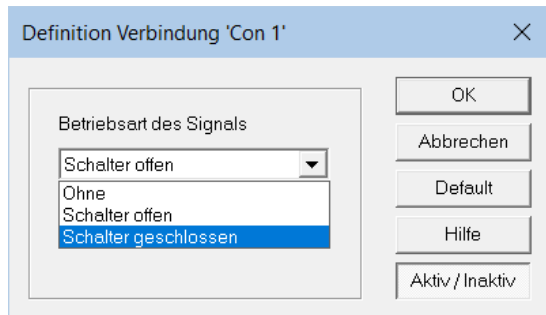 Definition Verbindung 'Con 1'
Betriebsart des Signals
Schalter offen
Ohne
Schalter offen
Schalter geschlossen
OK
Abbrechen
Default
Hilfe
Aktiv / Inaktiv